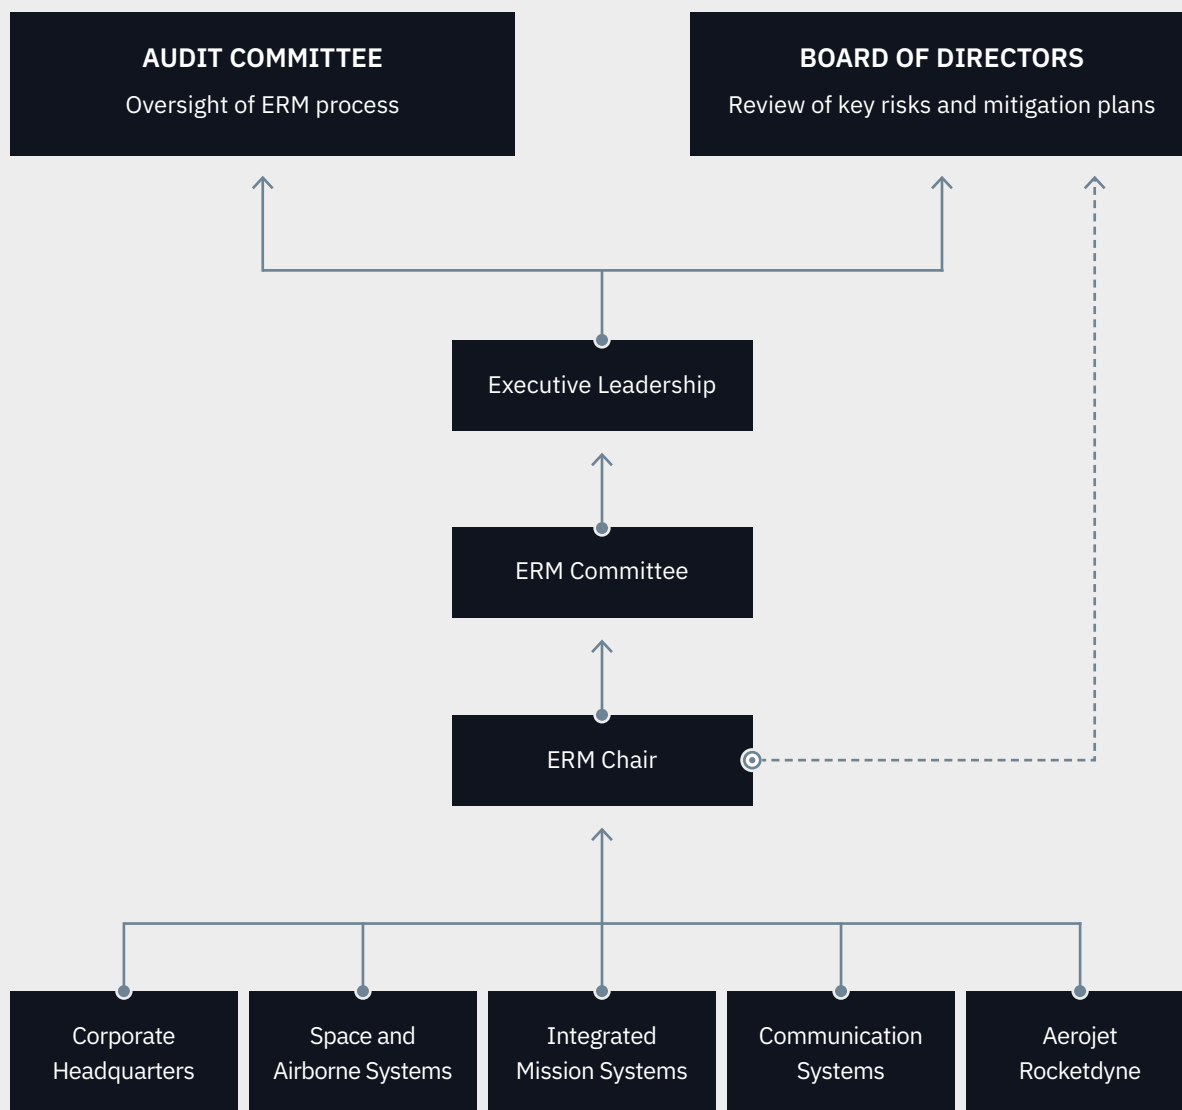 AUDIT COMMITTEE
Oversight of ERM process
BOARD OF DIRECTORS
Review of key risks and mitigation plans
Executive Leadership
ERM Committee
ERM Chair
Corporate
Headquarters
Space and
Airborne Systems
Integrated
Mission Systems
Communication
Systems
Aerojet
Rocketdyne